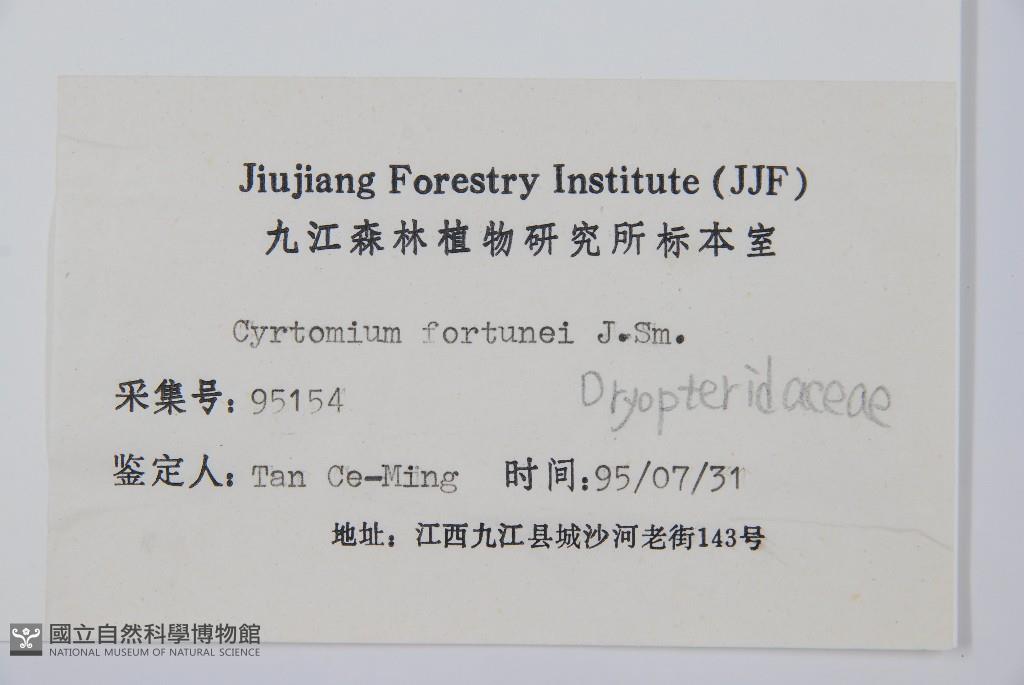 Jiujiang Forestry Institute (JJF)
九江森林植物研究所标本室
Cyrtomium fortunei J.Sm.
Dryopteridaceae
采集号: 95154
鉴定人: Tan Ce-Ming 时间: 95/07/31
地址: 江西九江县城沙河老街143号
國立自然科學博物館
NATIONAL MUSEUM OF NATURAL SCIENCE